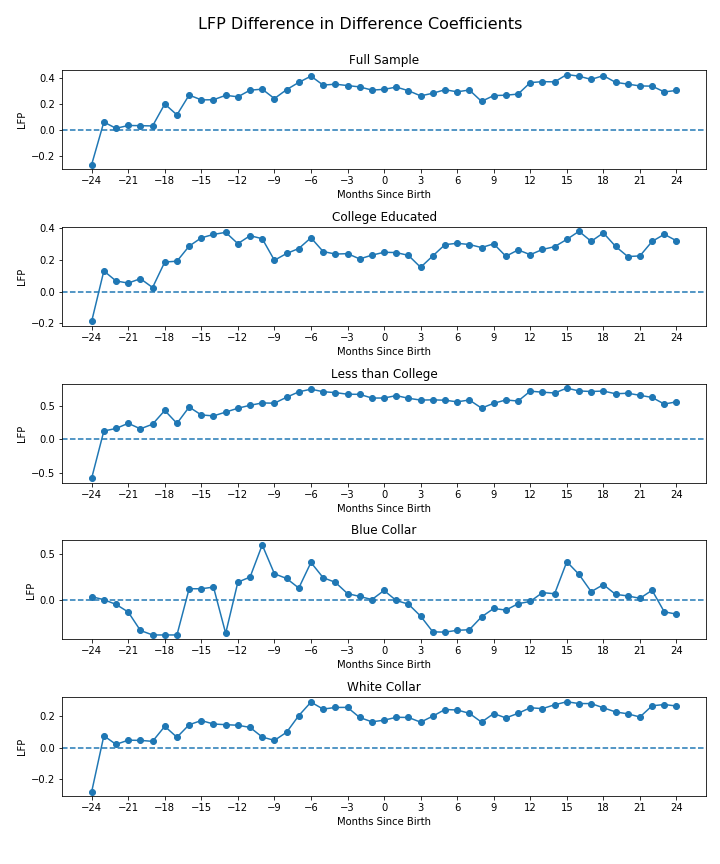 LFP Difference in Difference Coefficients
Full Sample
0.4
0.2
0.0
−0.2
LFP
−24 −21 −18 −15 −12 −9 −6 −3 0 3 6 9 12 15 18 21 24
Months Since Birth
College Educated
0.4
0.2
0.0
−0.2
LFP
−24 −21 −18 −15 −12 −9 −6 −3 0 3 6 9 12 15 18 21 24
Months Since Birth
Less than College
0.5
0.0
−0.5
LFP
−24 −21 −18 −15 −12 −9 −6 −3 0 3 6 9 12 15 18 21 24
Months Since Birth
Blue Collar
0.5
0.0
LFP
−24 −21 −18 −15 −12 −9 −6 −3 0 3 6 9 12 15 18 21 24
Months Since Birth
White Collar
0.2
0.0
−0.2
LFP
−24 −21 −18 −15 −12 −9 −6 −3 0 3 6 9 12 15 18 21 24
Months Since Birth